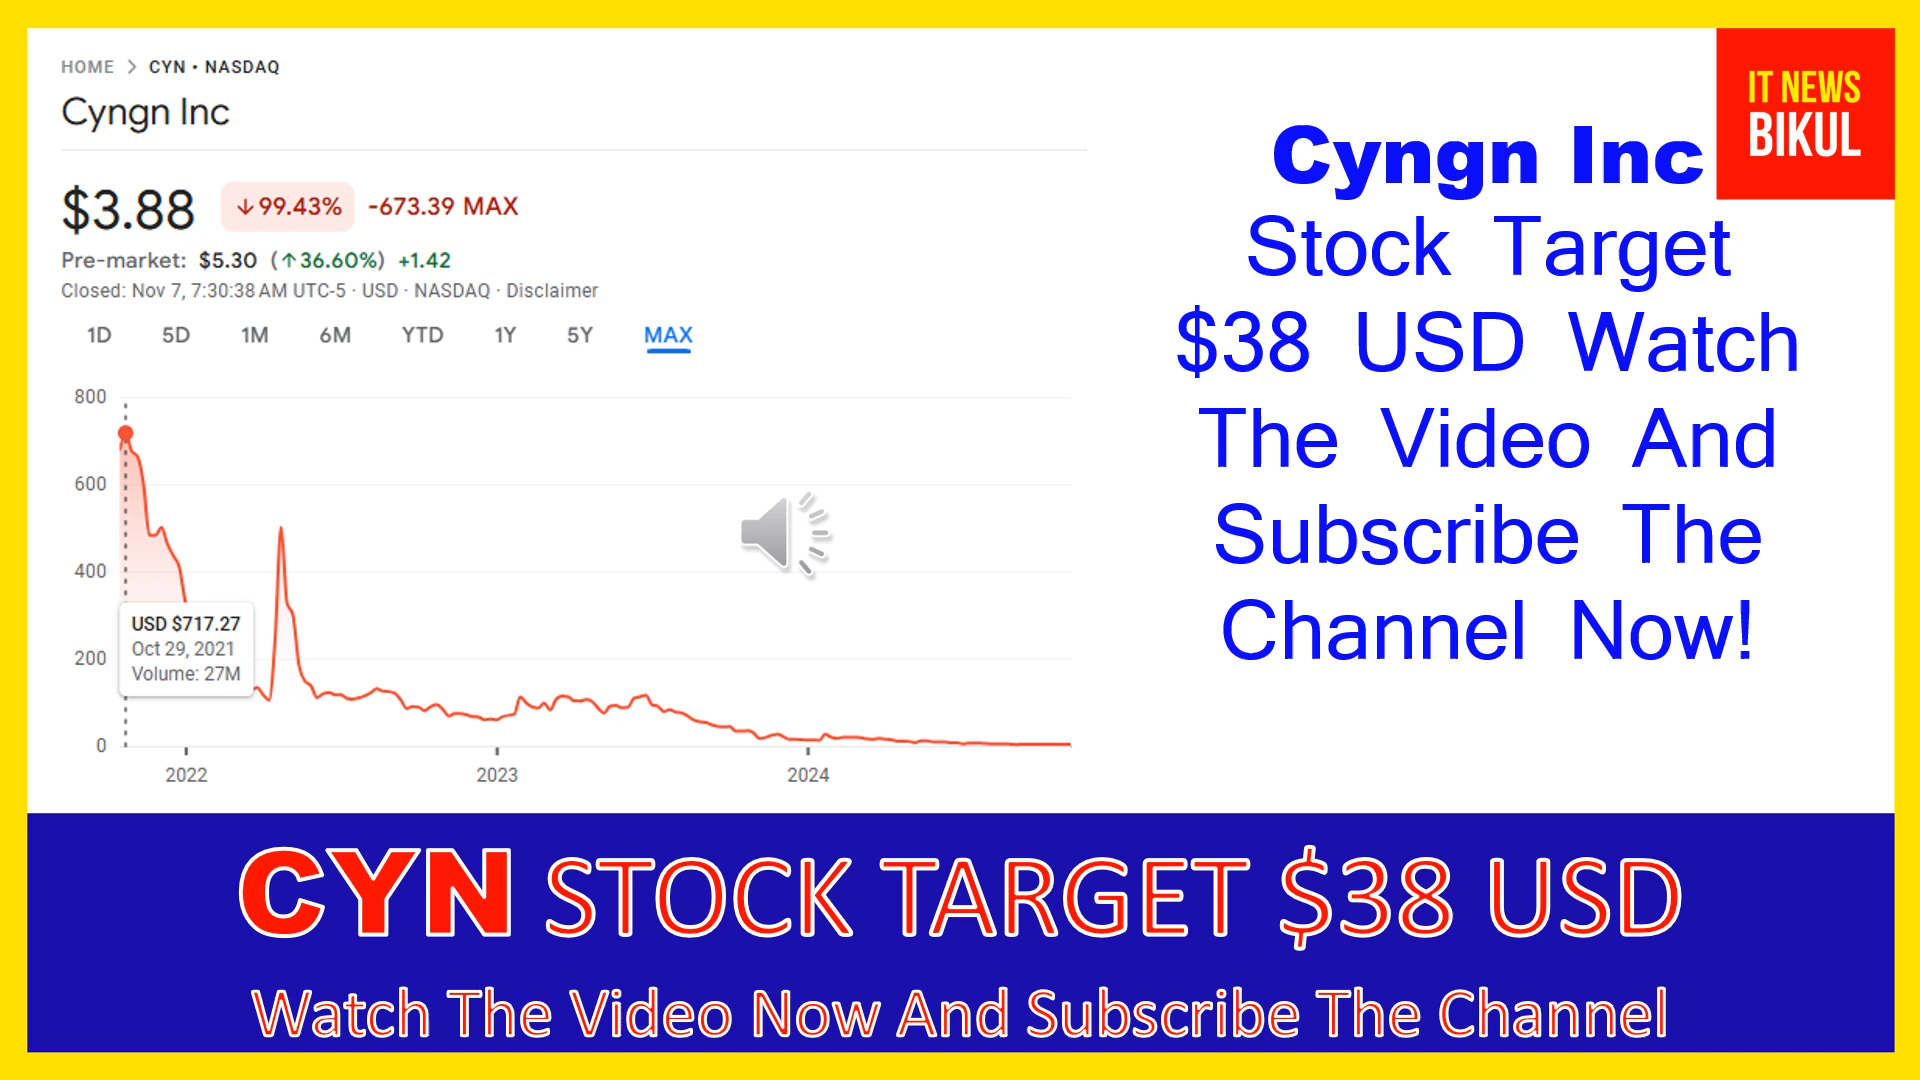 HOME > CYN • NASDAQ
Cyngn Inc
$3.88 ↓99.43% -673.39 MAX
Pre-market: $5.30 (↑36.60%) +1.42
Closed: Nov 7, 7:30:38 AM UTC-5 · USD · NASDAQ · Disclaimer
1D 5D 1M 6M YTD 1Y 5Y MAX
800
600
400
200
0
USD $717.27
Oct 29, 2021
Volume: 27M
2022 2023 2024
IT NEWS
BIKUL
Cyngn Inc
Stock Target
$38 USD Watch
The Video And
Subscribe The
Channel Now!
CYN STOCK TARGET $38 USD
Watch The Video Now And Subscribe The Channel